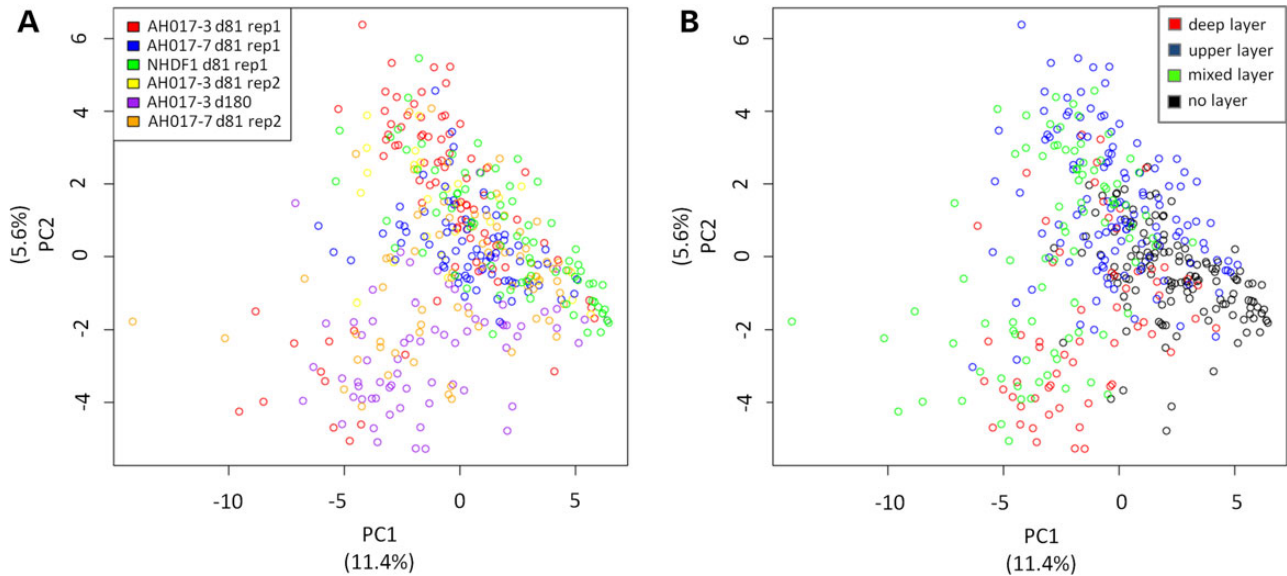 A
AH017-3 d81 rep1
AH017-7 d81 rep1
NHDF1 d81 rep1
AH017-3 d81 rep2
AH017-3 d180
AH017-7 d81 rep2
6
4
2
0
-2
-4
(5.6%)
PC2
-10
-5
0
5
PC1
(11.4%)
B
deep layer
upper layer
mixed layer
no layer
6
4
2
0
-2
-4
(5.6%)
PC2
-10
-5
0
5
PC1
(11.4%)